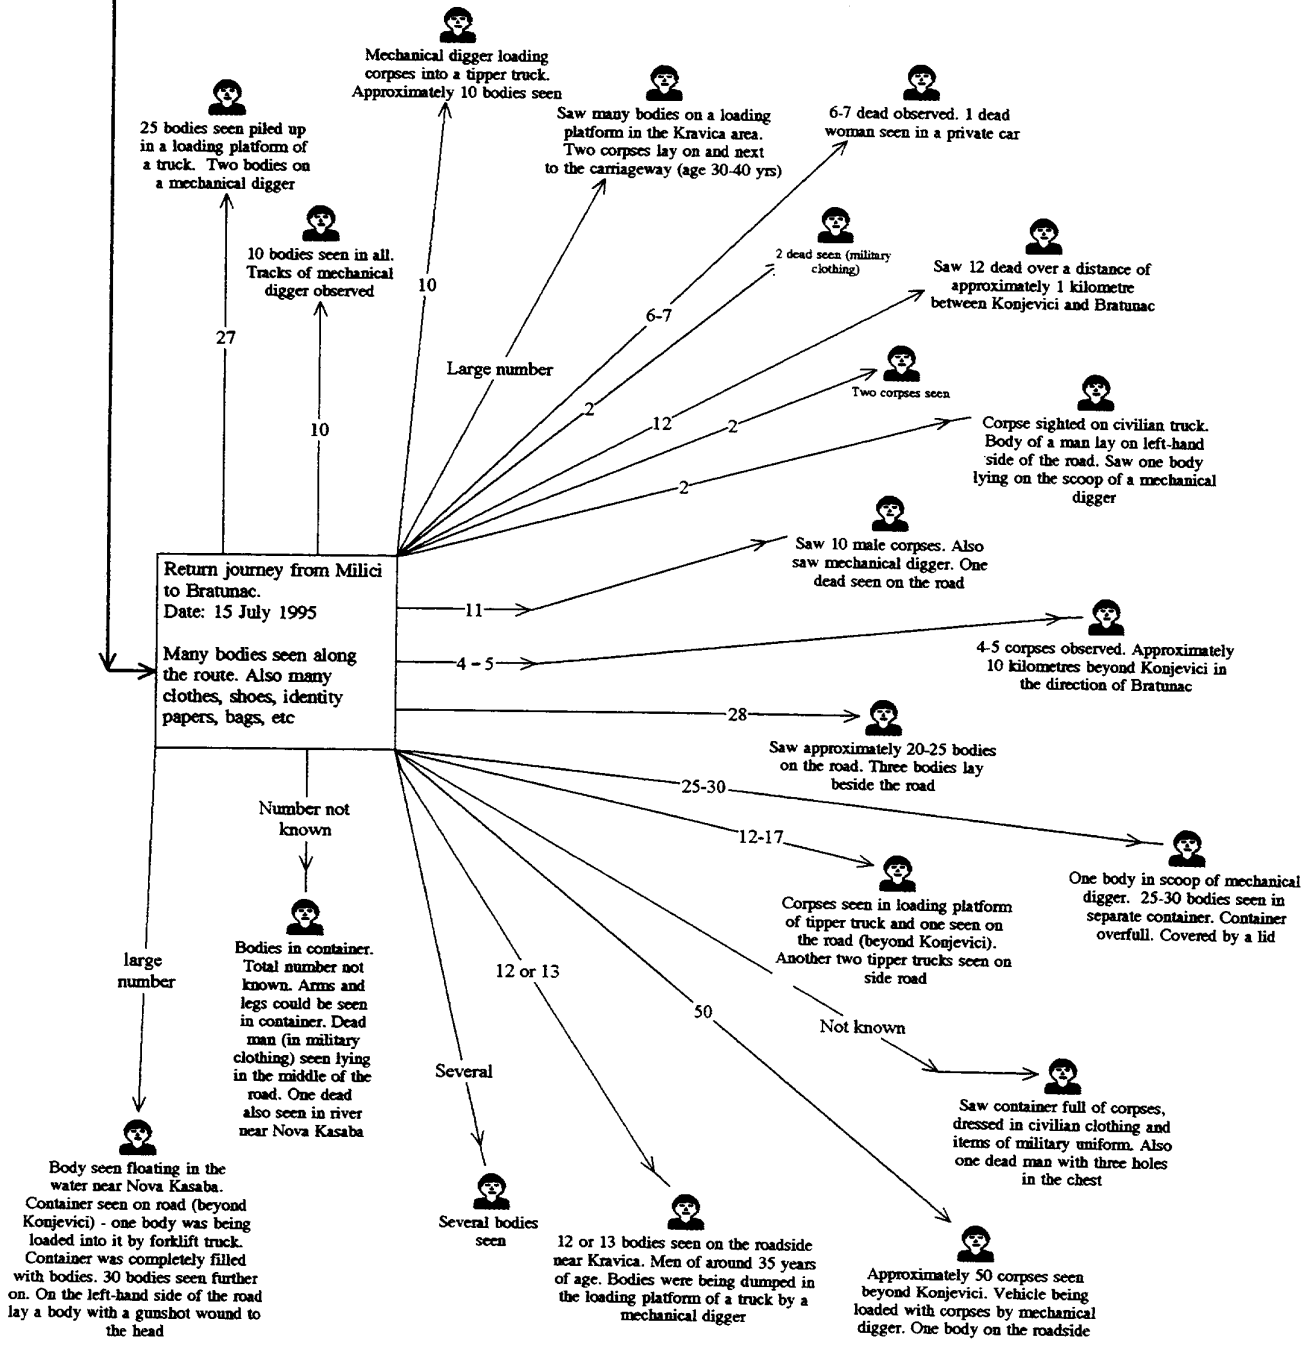 Mechanical digger loading
corpses into a tipper truck.
Approximately 10 bodies seen
25 bodies seen piled up
in a loading platform of
a truck. Two bodies on
a mechanical digger
Saw many bodies on a loading
platform in the Kravica area.
Two corpses lay on and next
to the carriageway (age 30-40 yrs)
6-7 dead observed. 1 dead
woman seen in a private car
10 bodies seen in all.
Tracks of mechanical
digger observed
2 dead seen (military
clothing)
Saw 12 dead over a distance of
approximately 1 kilometre
between Konjevici and Bratunac
27
10
10
Large number
6-7
2
12
2
2
Two corpses seen
Corpse sighted on civilian truck.
Body of a man lay on left-hand
side of the road. Saw one body
lying on the scoop of a mechanical
digger
Saw 10 male corpses. Also
saw mechanical digger. One
dead seen on the road
Return journey from Milici
to Bratunac.
Date: 15 July 1995
Many bodies seen along
the route. Also many
clothes, shoes, identity
papers, bags, etc
11
4 - 5
4-5 corpses observed. Approximately
10 kilometres beyond Konjevici in
the direction of Bratunac
28
Saw approximately 20-25 bodies
on the road. Three bodies lay
beside the road
25-30
One body in scoop of mechanical
digger. 25-30 bodies seen in
separate container. Container
overfull. Covered by a lid
12-17
Corpses seen in loading platform
of tipper truck and one seen on
the road (beyond Konjevici).
Another two tipper trucks seen on
side road
Number not
known
Bodies in container.
Total number not
known. Arms and
legs could be seen
in container. Dead
man (in military
clothing) seen lying
in the middle of the
road. One dead
also seen in river
near Nova Kasaba
large
number
Body seen floating in the
water near Nova Kasaba.
Container seen on road (beyond
Konjevici) - one body was being
loaded into it by forklift truck.
Container was completely filled
with bodies. 30 bodies seen further
on. On the left-hand side of the road
lay a body with a gunshot wound to
the head
Several
Several bodies
seen
12 or 13
12 or 13 bodies seen on the roadside
near Kravica. Men of around 35 years
of age. Bodies were being dumped in
the loading platform of a truck by a
mechanical digger
50
Approximately 50 corpses seen
beyond Konjevici. Vehicle being
loaded with corpses by mechanical
digger. One body on the roadside
Not known
Saw container full of corpses,
dressed in civilian clothing and
items of military uniform. Also
one dead man with three holes
in the chest